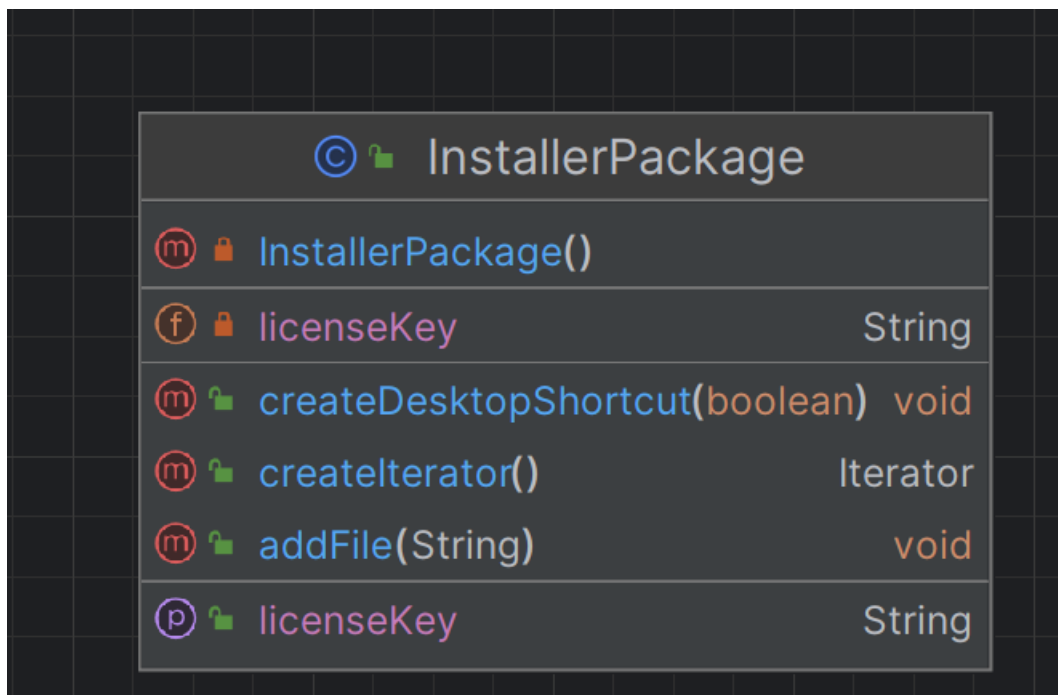 InstallerPackage
InstallerPackage()
licenseKey String
createDesktopShortcut(boolean) void
createIterator() Iterator
addFile(String) void
licenseKey String